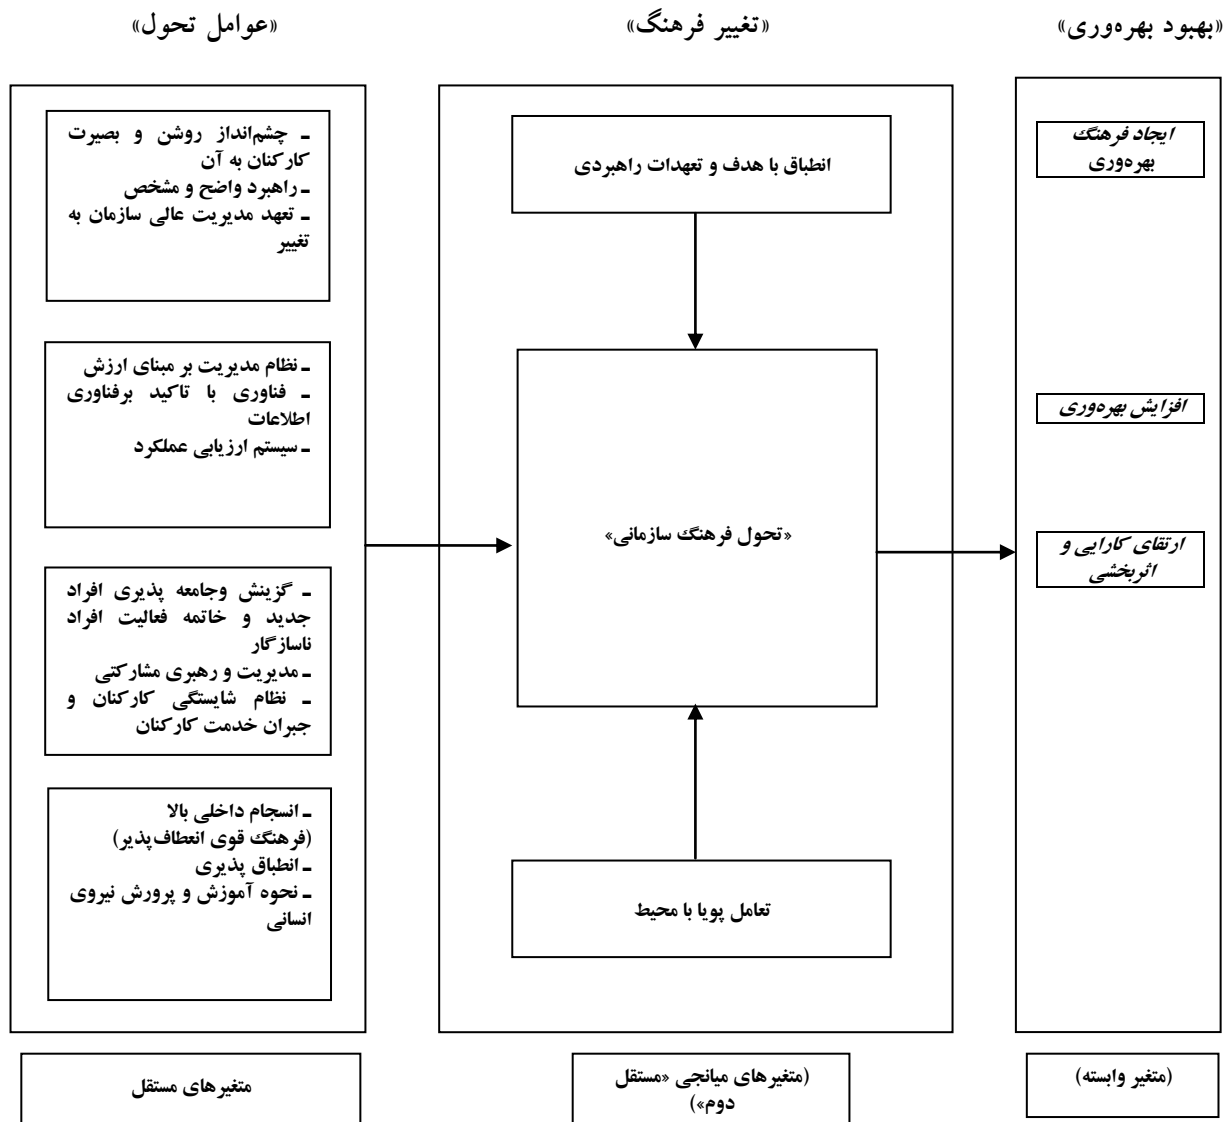 «عوامل تحول»
«تغییر فرهنگ»
«بهبود بهره‌وری»
ـ چشم‌انداز روشن و بصیرت
کارکنان به آن
ـ راهبرد واضح و مشخص
ـ تعهد مدیریت عالی سازمان به
تغییر
ـ نظام مدیریت بر مبنای ارزش
ـ فناوری با تاکید برفناوری
اطلاعات
ـ سیستم ارزیابی عملکرد
ـ گزینش وجامعه پذیری افراد
جدید و خاتمه فعالیت افراد
ناسازگار
ـ مدیریت و رهبری مشارکتی
ـ نظام شایستگی کارکنان و
جبران خدمت کارکنان
ـ انسجام داخلی بالا
(فرهنگ قوی انعطاف‌پذیر)
ـ انطباق پذیری
ـ نحوه آموزش و پرورش نیروی
انسانی
متغیرهای مستقل
انطباق با هدف و تعهدات راهبردی
«تحول فرهنگ سازمانی»
تعامل پویا با محیط
(متغیرهای میانجی «مستقل
دوم»)
ایجاد فرهنگ
بهره‌وری
افزایش بهره‌وری
ارتقای کارایی و
اثربخشی
(متغیر وابسته)